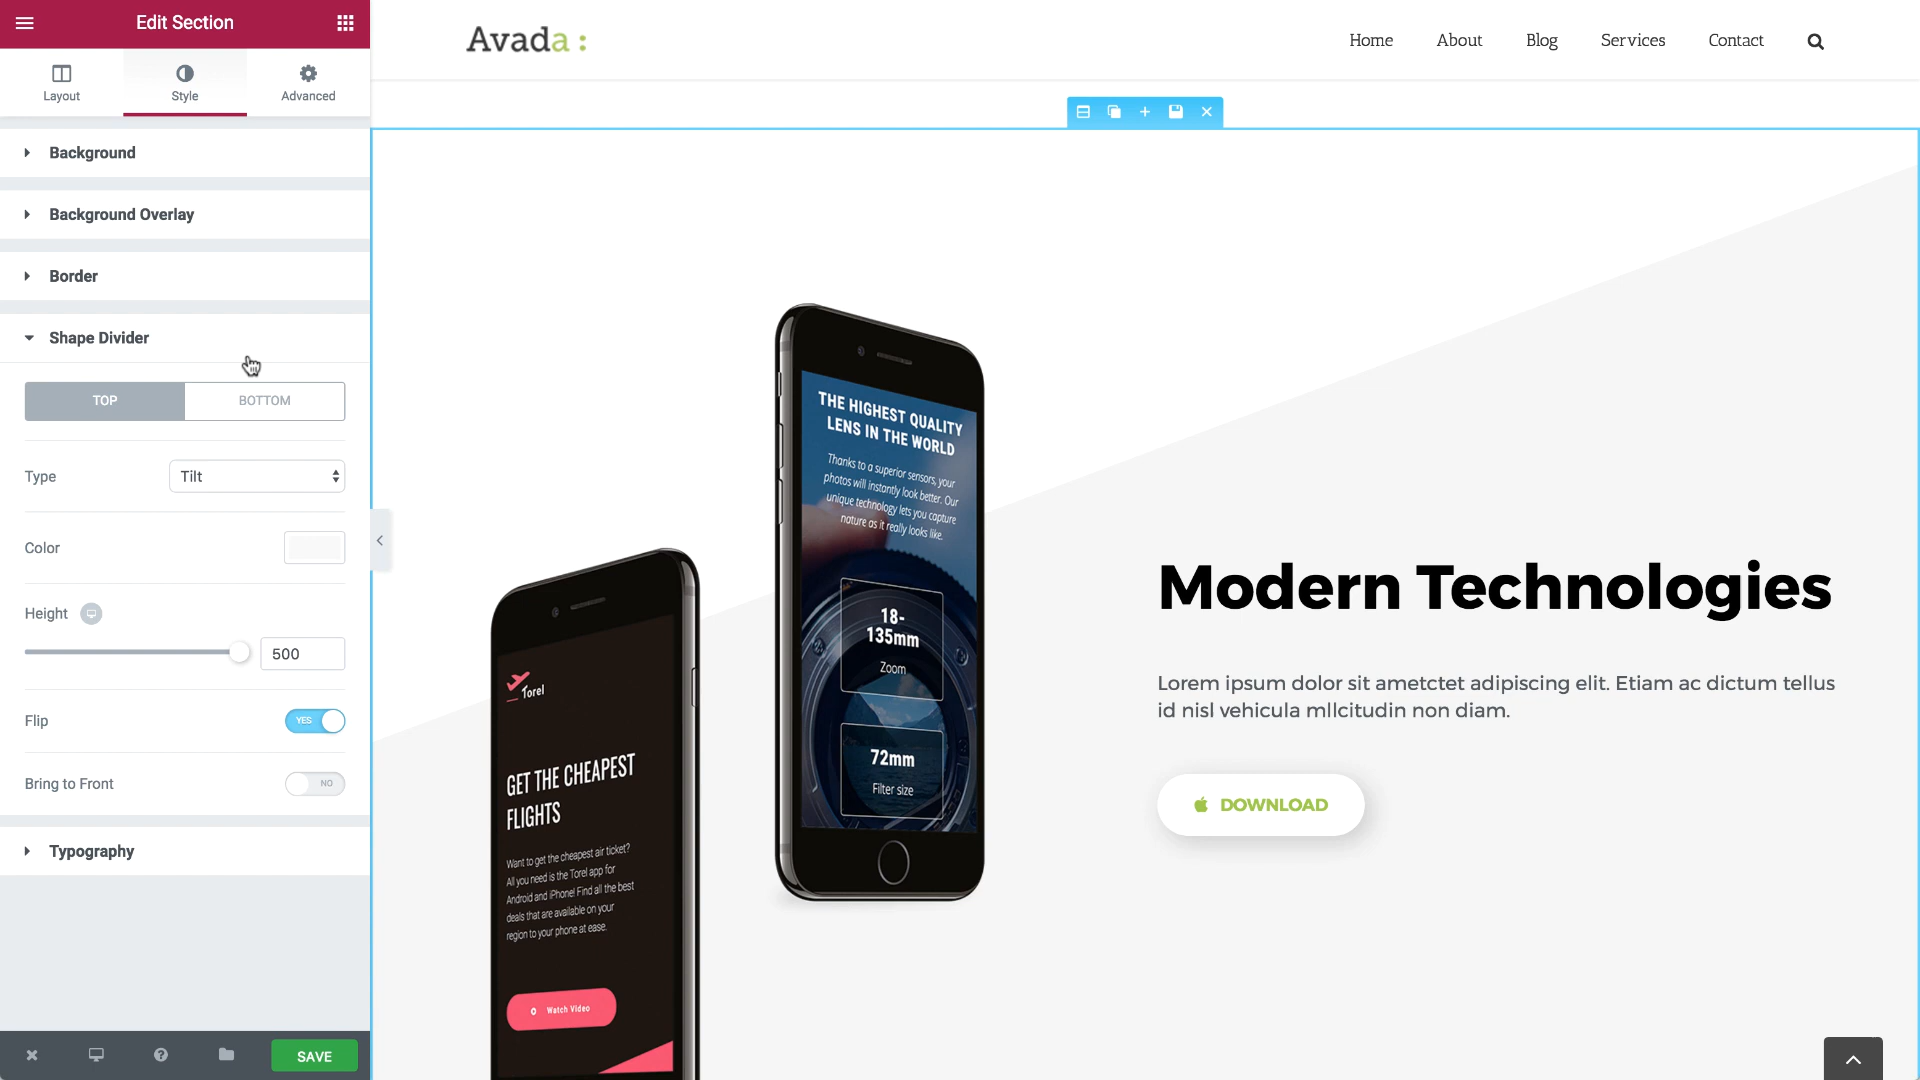 Edit Section
Layout
Style
Advanced
Background
Background Overlay
Border
Shape Divider
TOP
BOTTOM
Type
Tilt
Color
Height
500
Flip
YES
Bring to Front
NO
Typography
SAVE
Avada :
Home
About
Blog
Services
Contact
THE HIGHEST QUALITY
LENS IN THE WORLD
Thanks to a superior sensors, your
photos will instantly look better. Our
unique technology lets you capture
nature as it really looks like.
18-
135mm
Zoom
72mm
Filter size
Torel
GET THE CHEAPEST
FLIGHTS
Want to get the cheapest air ticket?
All you need is the Torel app for
Android and iPhone! Find all the best
deals that are available on your
region to your phone at ease.
Watch Video
Modern Technologies
Lorem ipsum dolor sit ametctet adipiscing elit. Etiam ac dictum tellus
id nisl vehicula mllcitudin non diam.
DOWNLOAD